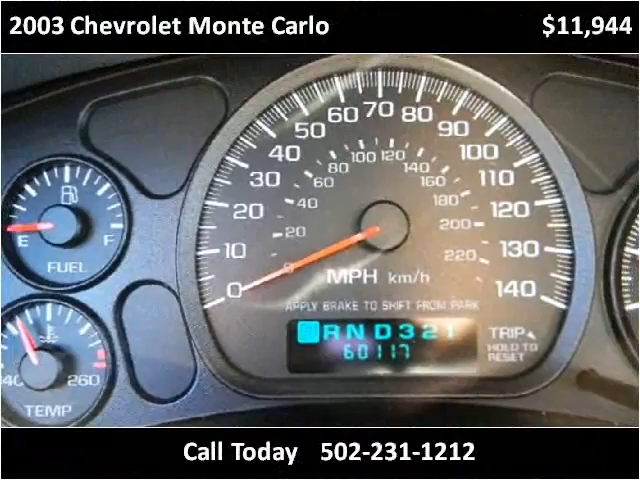 2003 Chevrolet Monte Carlo $11,944
0 10 20 30 40 50 60 70 80 90 100 110 120 130 140
0 20 40 60 80 100 120 140 160 180 200 220
E F
FUEL
MPH km/h
APPLY BRAKE TO SHIFT FROM PARK
RND321
60117
TRIP
HOLD TO
RESET
260
TEMP
Call Today 502-231-1212